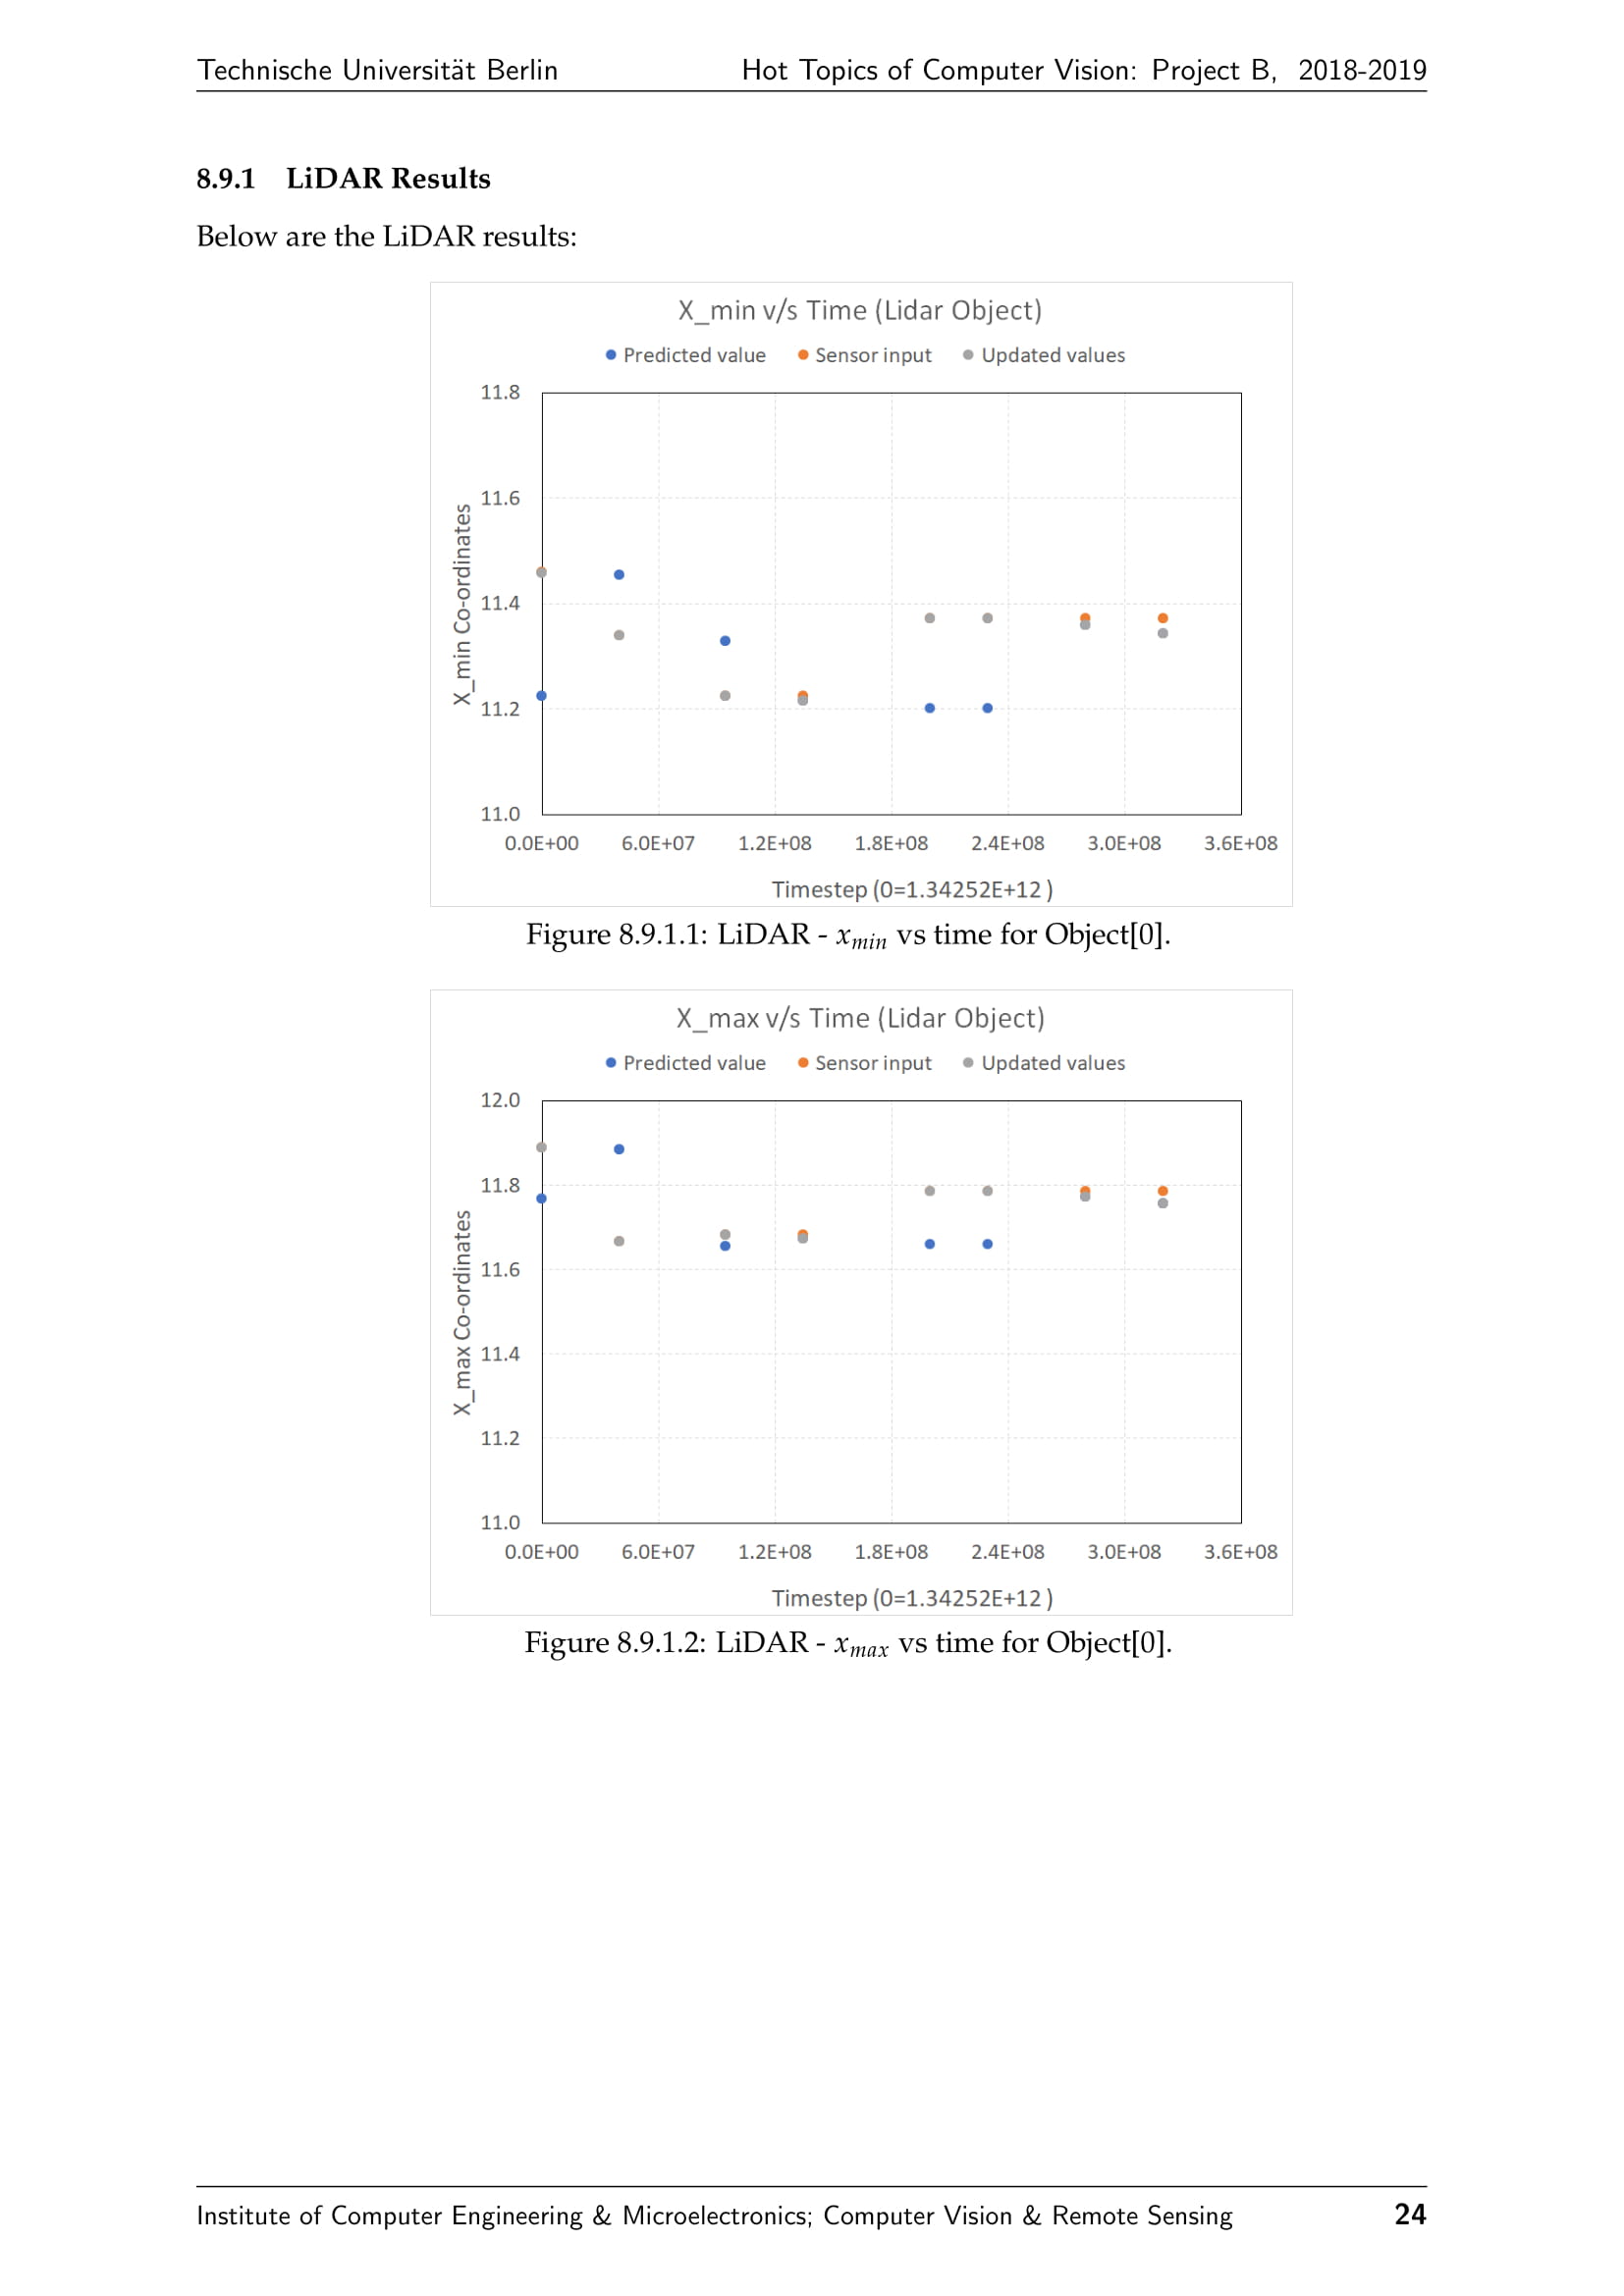 Technische Universität Berlin Hot Topics of Computer Vision: Project B, 2018-2019
8.9.1 LiDAR Results
Below are the LiDAR results:
X_min v/s Time (Lidar Object)
Predicted value Sensor input Updated values
X_min Co-ordinates
11.8
11.6
11.4
11.2
11.0
0.0E+00 6.0E+07 1.2E+08 1.8E+08 2.4E+08 3.0E+08 3.6E+08
Timestep (0=1.34252E+12 )
Figure 8.9.1.1: LiDAR - xmin vs time for Object[0].
X_max v/s Time (Lidar Object)
Predicted value Sensor input Updated values
X_max Co-ordinates
12.0
11.8
11.6
11.4
11.2
11.0
0.0E+00 6.0E+07 1.2E+08 1.8E+08 2.4E+08 3.0E+08 3.6E+08
Timestep (0=1.34252E+12 )
Figure 8.9.1.2: LiDAR - xmax vs time for Object[0].
Institute of Computer Engineering & Microelectronics; Computer Vision & Remote Sensing 24